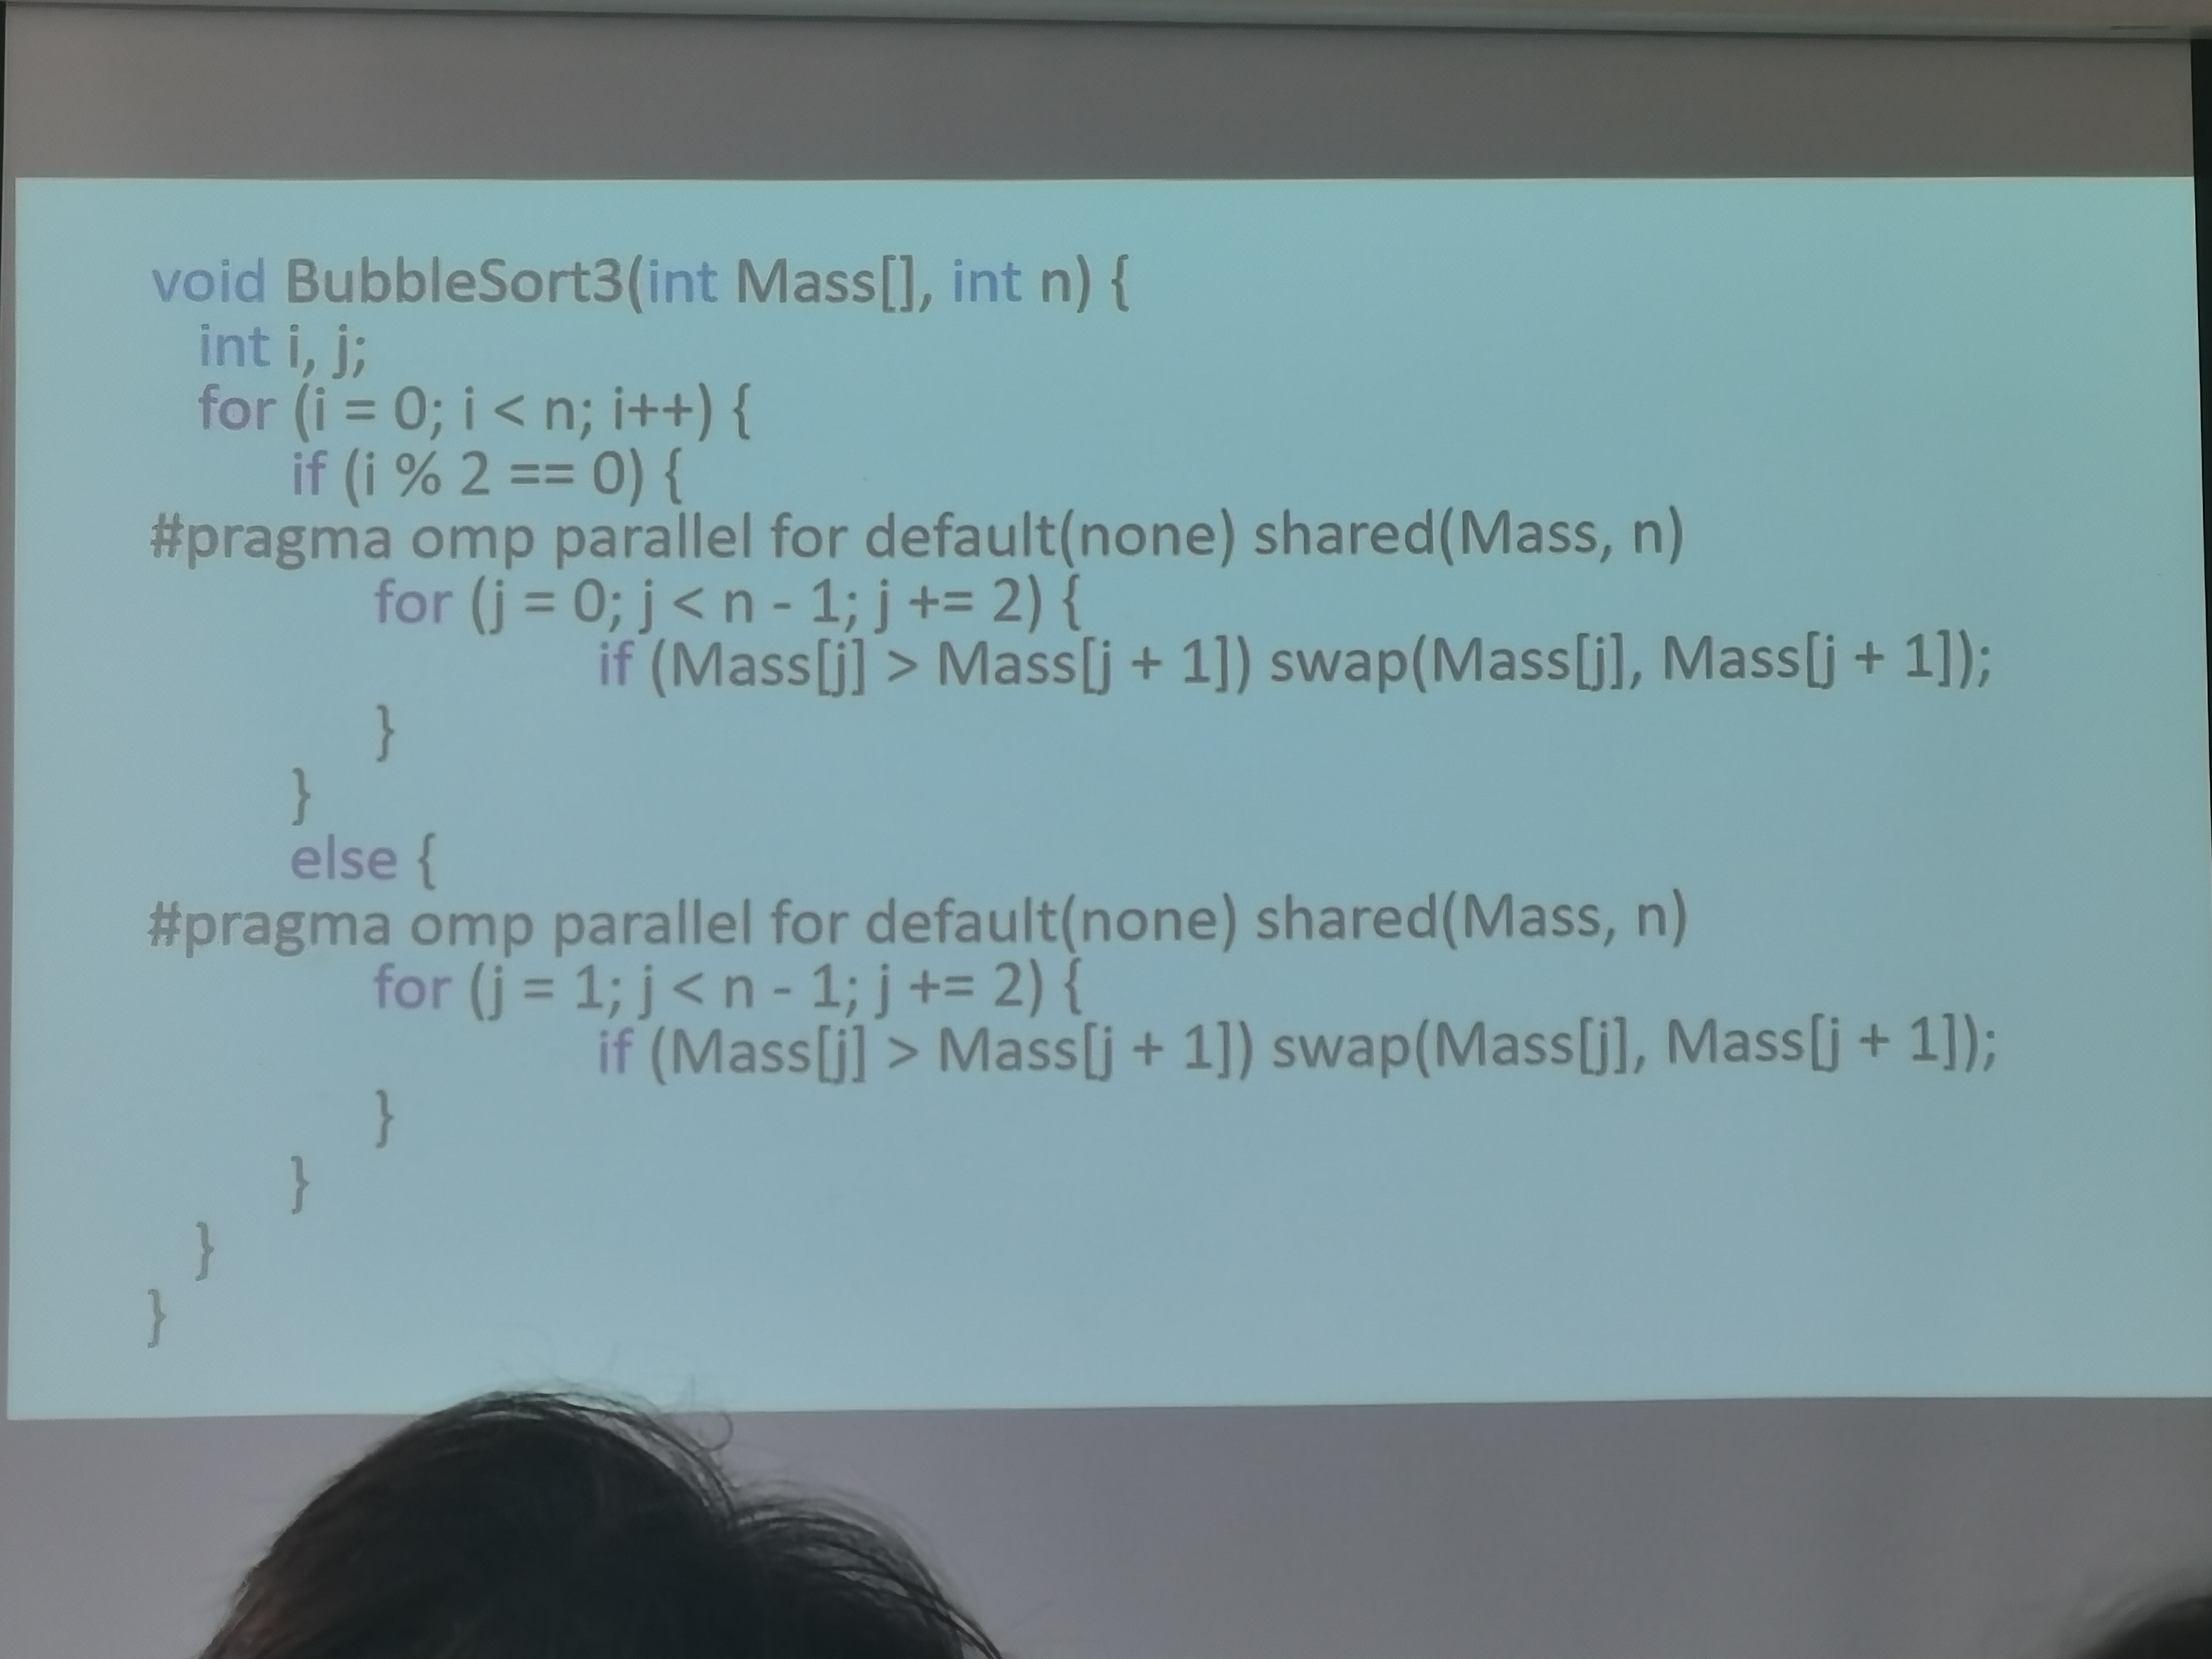 void BubbleSort3(int Mass[], int n) {
int i, j;
for (i = 0; i < n; i++) {
if (i % 2 == 0) {
#pragma omp parallel for default(none) shared(Mass, n)
for (j = 0; j < n - 1; j += 2) {
if (Mass[j] > Mass[j + 1]) swap(Mass[j], Mass[j + 1]);
}
}
else {
#pragma omp parallel for default(none) shared(Mass, n)
for (j = 1; j < n - 1; j += 2) {
if (Mass[j] > Mass[j + 1]) swap(Mass[j], Mass[j + 1]);
}
}
}
}